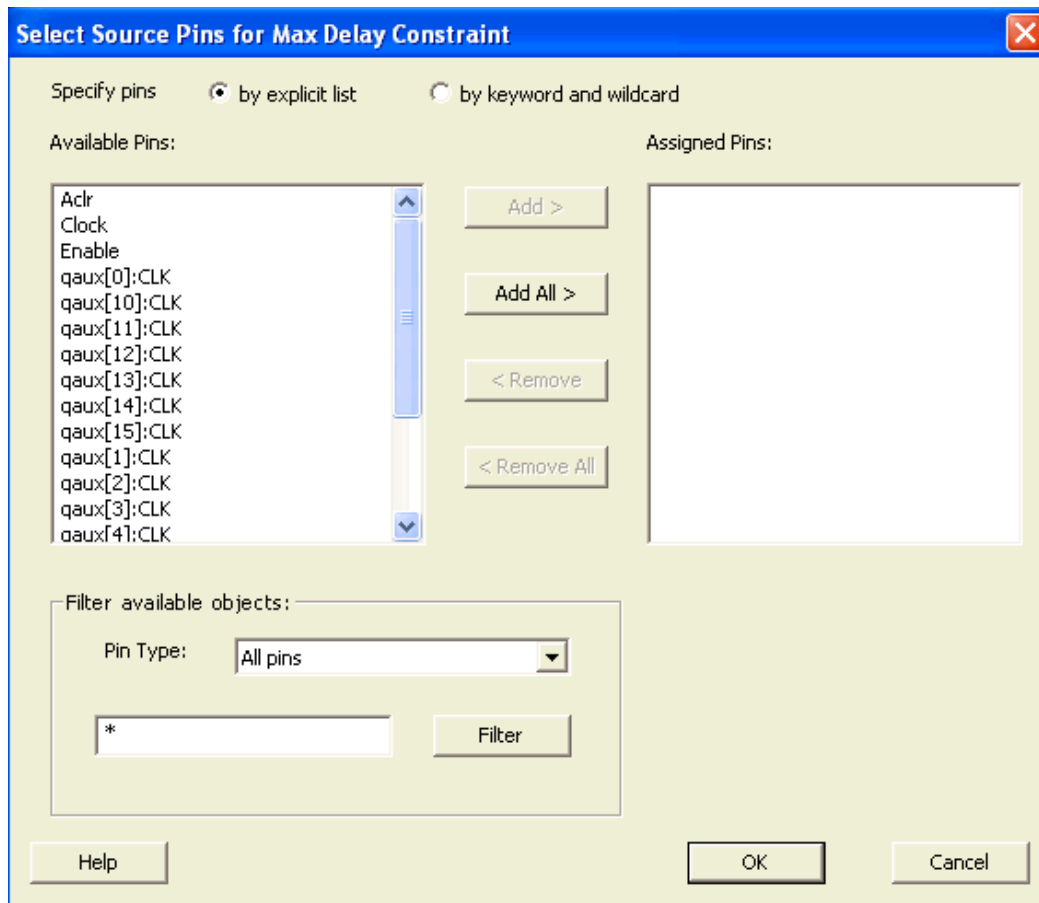 Select Source Pins for Max Delay Constraint
Specify pins by explicit list by keyword and wildcard
Available Pins: Assigned Pins:
Aclr
Clock
Enable
qaux[0]:CLK
qaux[10]:CLK
qaux[11]:CLK
qaux[12]:CLK
qaux[13]:CLK
qaux[14]:CLK
qaux[15]:CLK
qaux[1]:CLK
qaux[2]:CLK
qaux[3]:CLK
qaux[4]:CLK
Add >
Add All >
< Remove
< Remove All
Filter available objects:
Pin Type: All pins
* Filter
Help OK Cancel